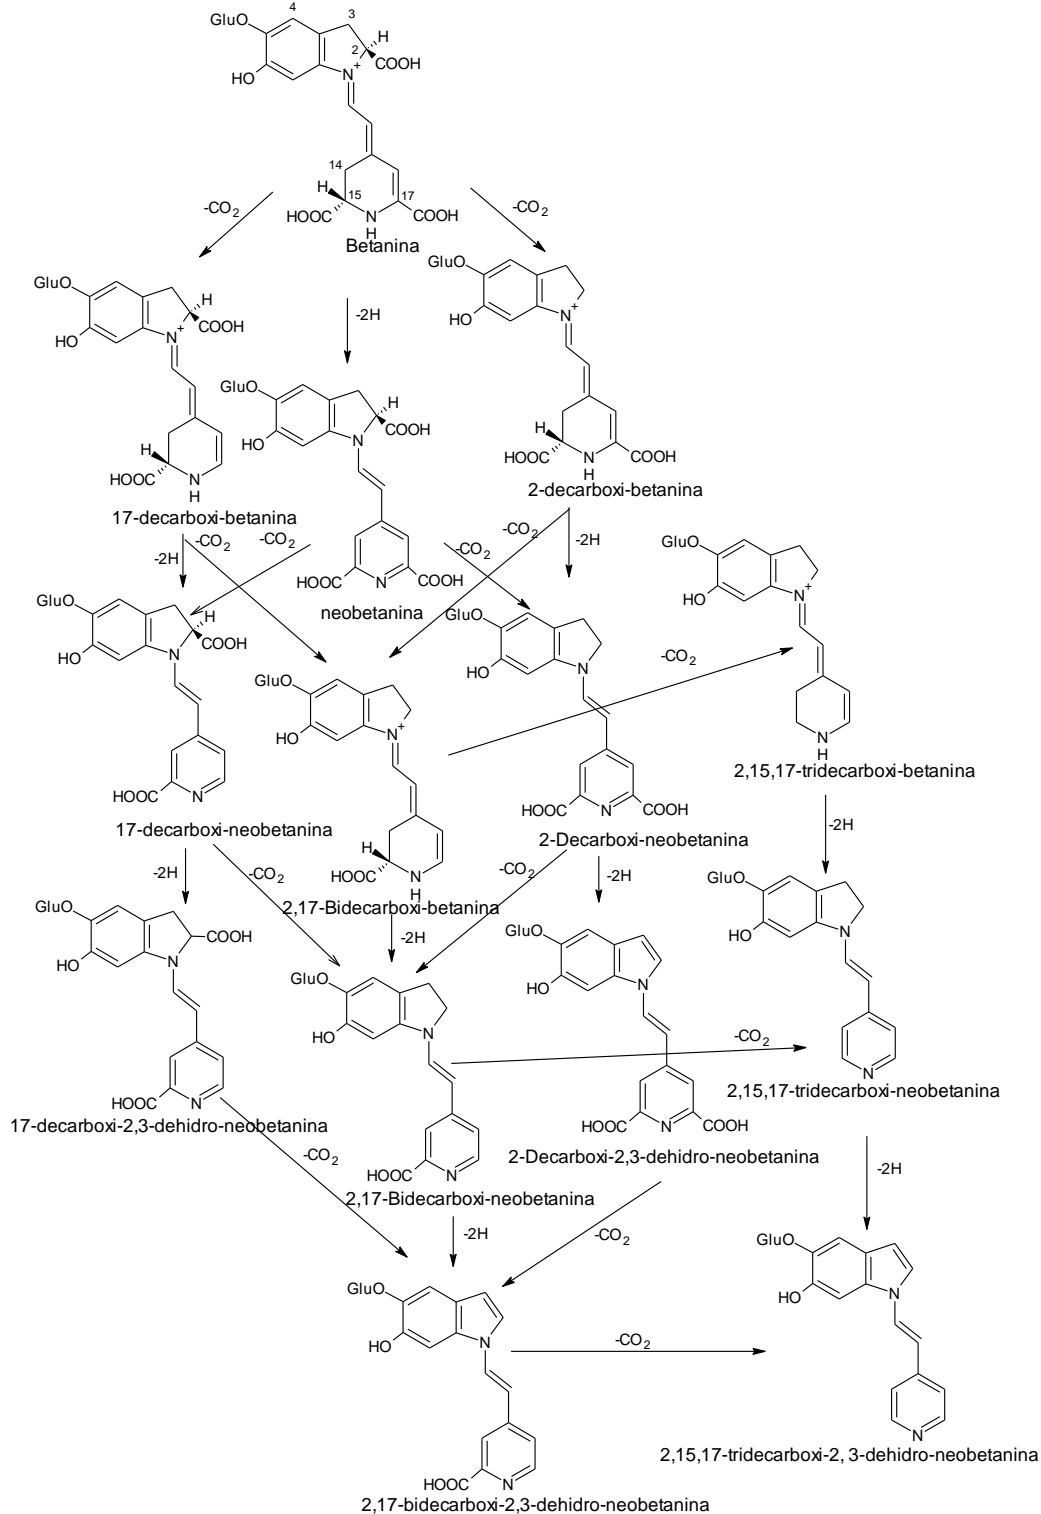 4
3
GluO
H
2
COOH
HO
N+
14
H
15
17
HOOC
N
H
COOH
Betanina
-CO2
-CO2
-2H
GluO
H
COOH
HO
N+
H
HOOC
N
H
17-decarboxi-betanina
GluO
H
COOH
HO
N
HOOC
N
COOH
neobetanina
GluO
HO
N+
H
HOOC
N
H
COOH
2-decarboxi-betanina
-2H
-CO2
-CO2
-CO2
-CO2
-2H
GluO
H
COOH
HO
N
HOOC
N
17-decarboxi-neobetanina
GluO
HO
N+
H
HOOC
N
H
2,17-Bidecarboxi-betanina
GluO
HO
N
HOOC
N
COOH
2-Decarboxi-neobetanina
-CO2
GluO
HO
N+
N
H
2,15,17-tridecarboxi-betanina
-2H
-CO2
-2H
-CO2
-2H
-2H
GluO
COOH
HO
N
HOOC
N
17-decarboxi-2,3-dehidro-neobetanina
GluO
HO
N
HOOC
N
2,17-Bidecarboxi-neobetanina
GluO
HO
N
HOOC
N
COOH
2-Decarboxi-2,3-dehidro-neobetanina
-CO2
GluO
HO
N
N
2,15,17-tridecarboxi-neobetanina
-CO2
-2H
-CO2
-2H
GluO
HO
N
HOOC
N
2,17-bidecarboxi-2,3-dehidro-neobetanina
-CO2
GluO
HO
N
N
2,15,17-tridecarboxi-2, 3-dehidro-neobetanina